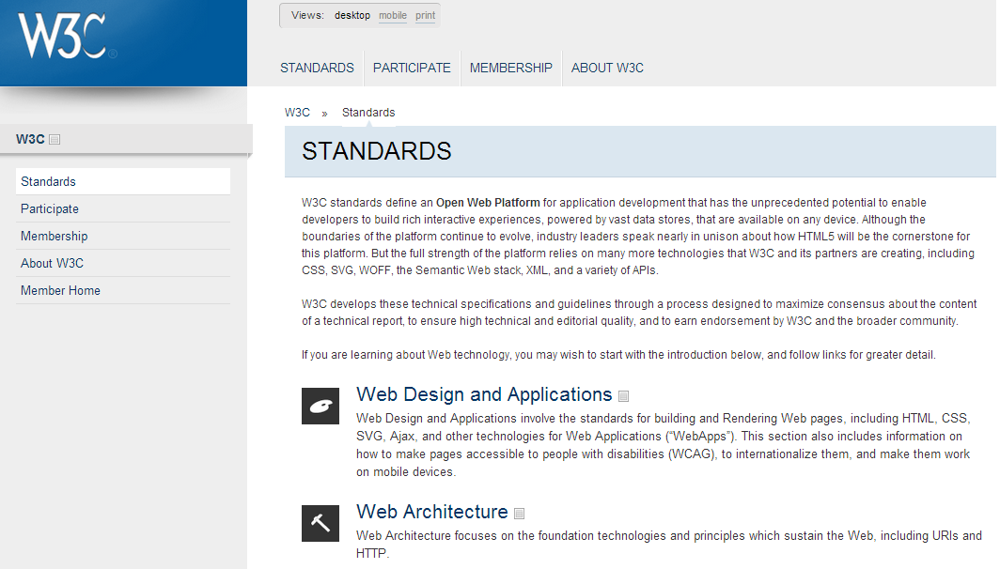 W3C®
Views: desktop mobile print
STANDARDS PARTICIPATE MEMBERSHIP ABOUT W3C
W3C
Standards
Participate
Membership
About W3C
Member Home
W3C » Standards
STANDARDS
W3C standards define an Open Web Platform for application development that has the unprecedented potential to enable
developers to build rich interactive experiences, powered by vast data stores, that are available on any device. Although the
boundaries of the platform continue to evolve, industry leaders speak nearly in unison about how HTML5 will be the cornerstone for
this platform. But the full strength of the platform relies on many more technologies that W3C and its partners are creating, including
CSS, SVG, WOFF, the Semantic Web stack, XML, and a variety of APIs.
W3C develops these technical specifications and guidelines through a process designed to maximize consensus about the content
of a technical report, to ensure high technical and editorial quality, and to earn endorsement by W3C and the broader community.
If you are learning about Web technology, you may wish to start with the introduction below, and follow links for greater detail.
Web Design and Applications
Web Design and Applications involve the standards for building and Rendering Web pages, including HTML, CSS,
SVG, Ajax, and other technologies for Web Applications (“WebApps”). This section also includes information on
how to make pages accessible to people with disabilities (WCAG), to internationalize them, and make them work
on mobile devices.
Web Architecture
Web Architecture focuses on the foundation technologies and principles which sustain the Web, including URIs and
HTTP.